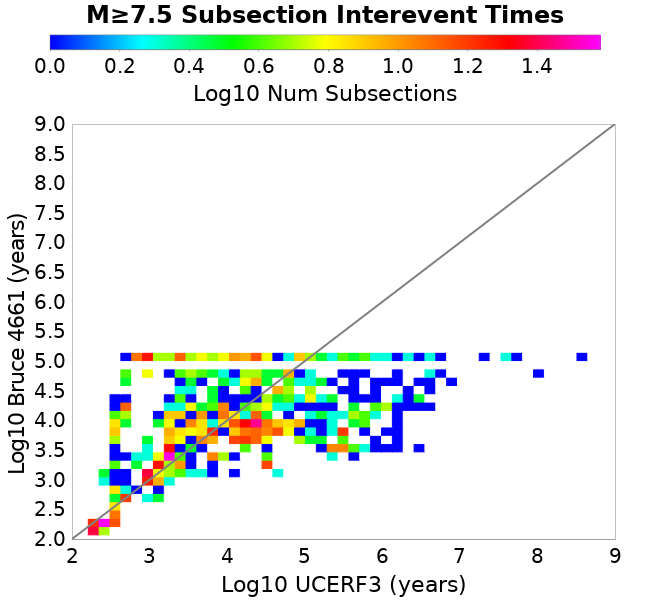 M≥7.5 Subsection Interevent Times
0.0 0.2 0.4 0.6 0.8 1.0 1.2 1.4
Log10 Num Subsections
9.0
8.5
8.0
7.5
7.0
6.5
6.0
5.5
5.0
4.5
4.0
3.5
3.0
2.5
2.0
Log10 Bruce 4661 (years)
2 3 4 5 6 7 8 9
Log10 UCERF3 (years)